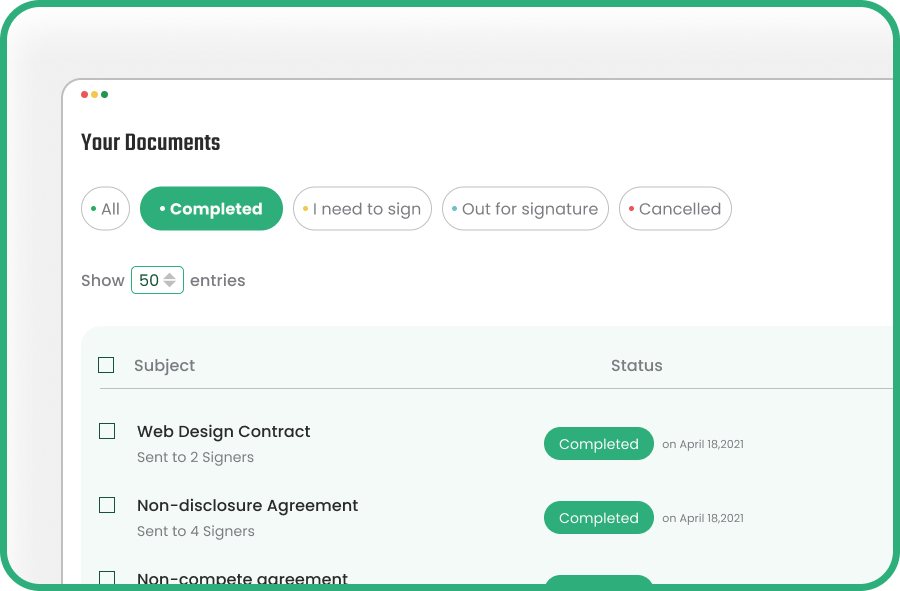 Your Documents
All Completed I need to sign Out for signature Cancelled
Show 50 entries
Subject Status
Web Design Contract
Sent to 2 Signers
Completed on April 18,2021
Non-disclosure Agreement
Sent to 4 Signers
Completed on April 18,2021
Non-compete agreement